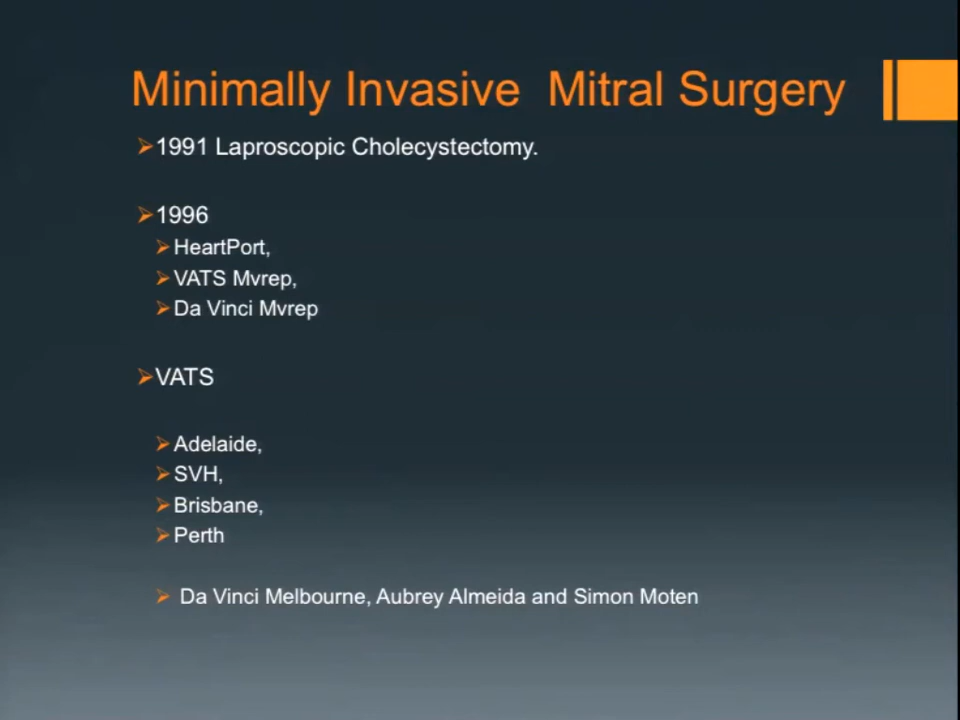 Minimally Invasive  Mitral Surgery
1991 Laproscopic Cholecystectomy.
1996
HeartPort,
VATS Mvrep,
Da Vinci Mvrep
VATS
Adelaide,
SVH,
Brisbane,
Perth
Da Vinci Melbourne, Aubrey Almeida and Simon Moten